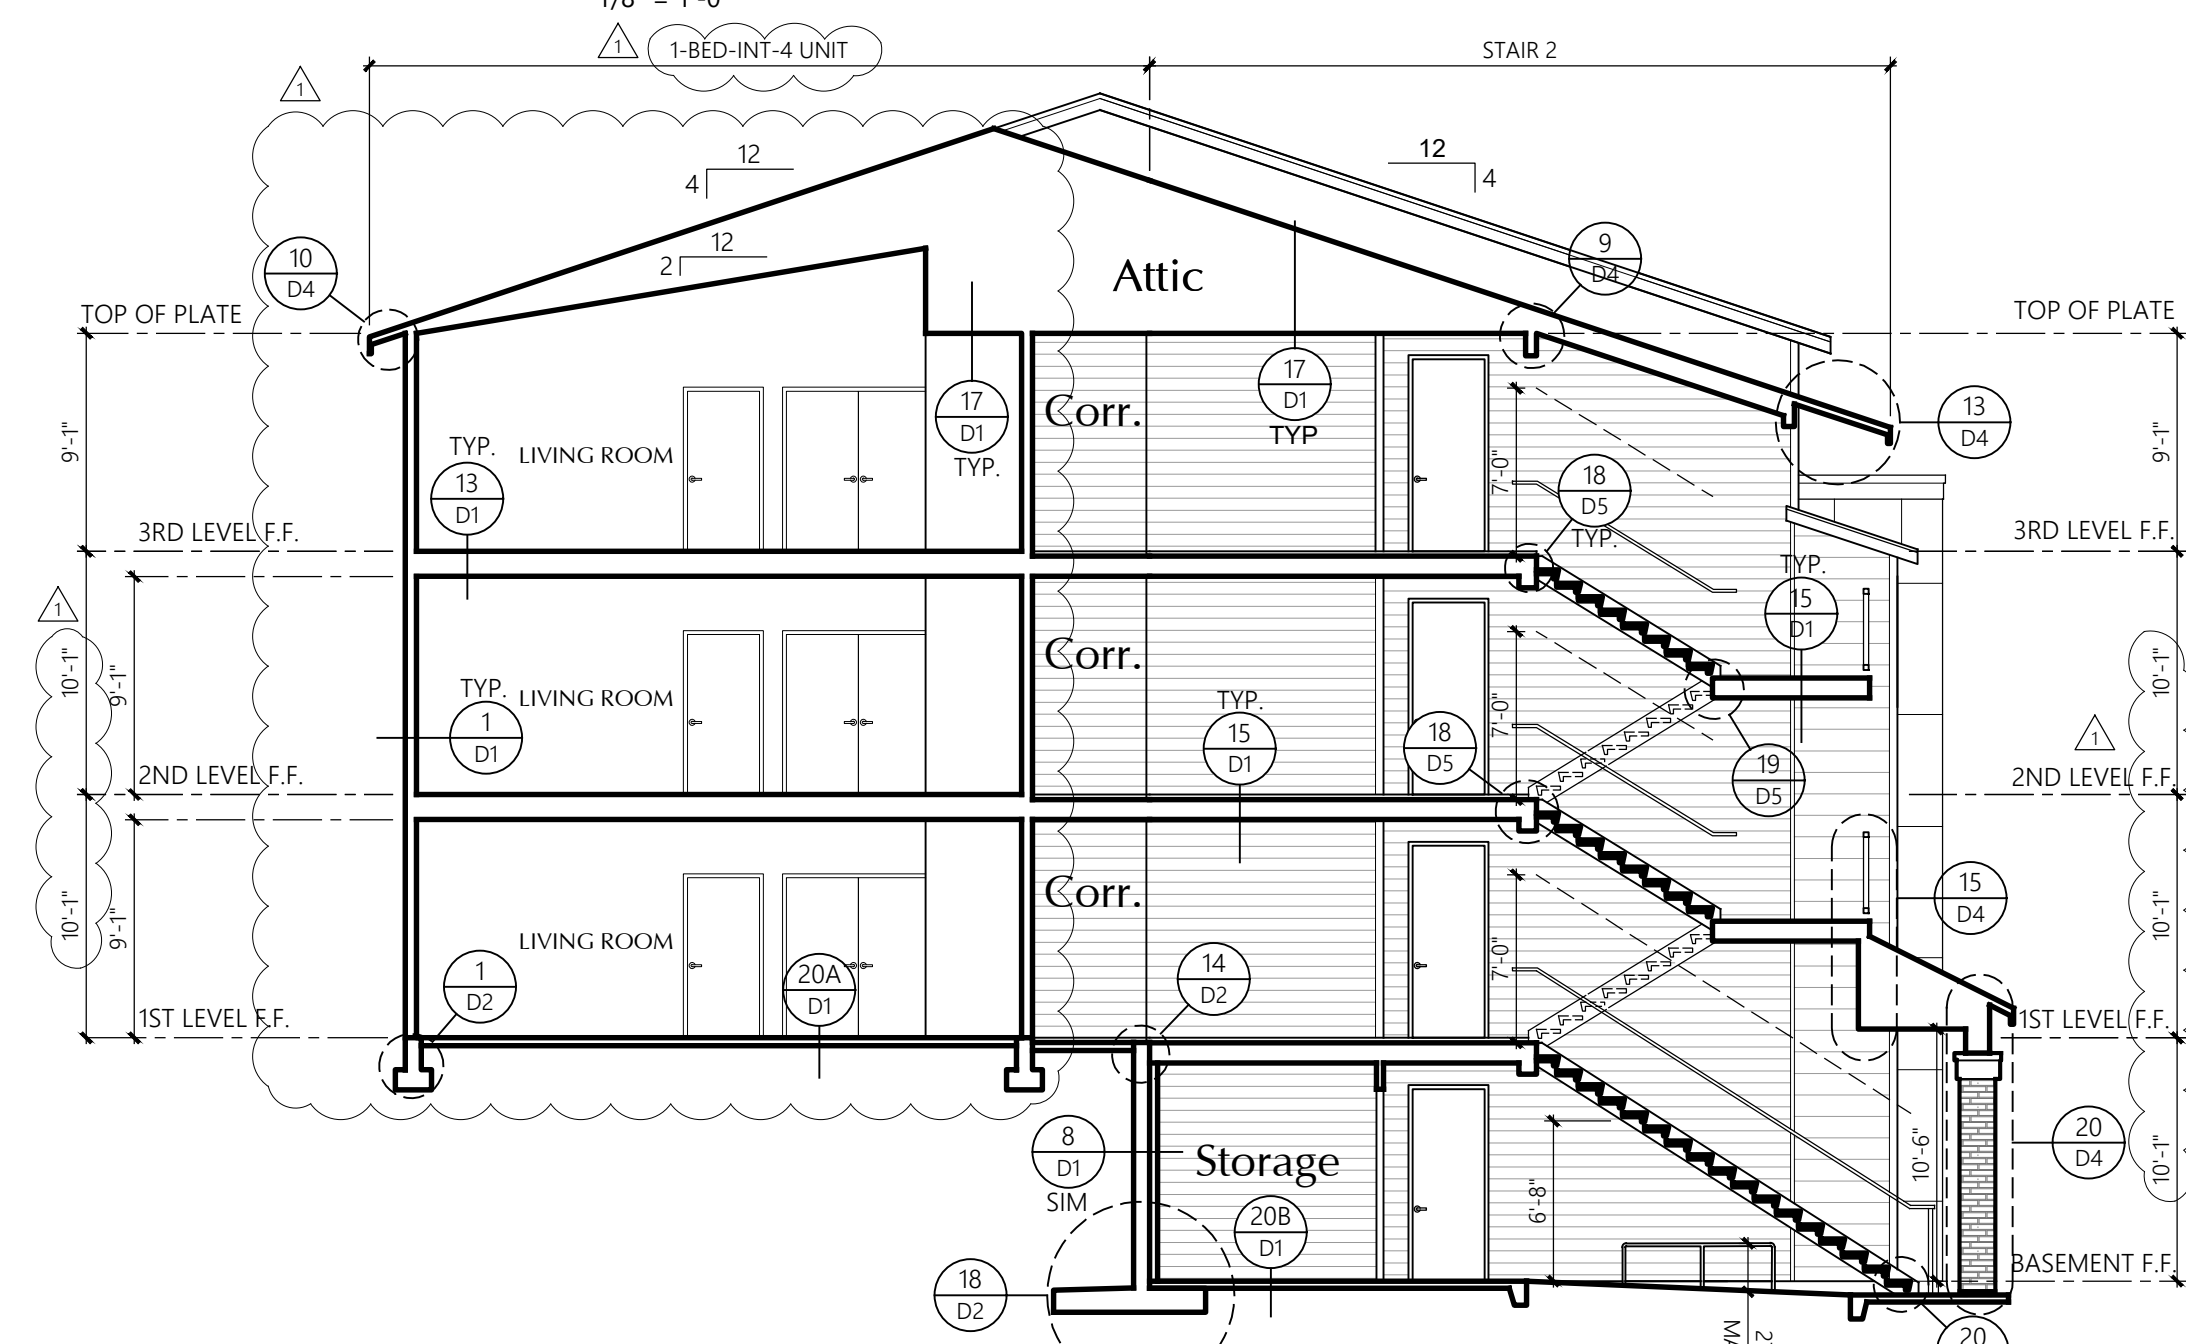 1/8" = 1'-0"
1
1-BED-INT-4 UNIT
STAIR 2
1
12
4
12
4
12
2
10
D4
9
D4
Attic
TOP OF PLATE
TOP OF PLATE
17
D1
TYP.
Corr.
17
D1
TYP
13
D4
9'-1"
TYP.
13
D1
LIVING ROOM
7'-0"
18
D5
TYP.
9'-1"
3RD LEVEL F.F.
3RD LEVEL F.F.
TYP.
15
D1
1
10'-1"
9'-1"
TYP.
1
D1
LIVING ROOM
Corr.
TYP.
15
D1
18
D5
7'-0"
19
D5
10'-1"
1
2ND LEVEL F.F.
2ND LEVEL F.F.
10'-1"
9'-1"
LIVING ROOM
Corr.
7'-0"
15
D4
10'-1"
1
D2
20A
D1
14
D2
1ST LEVEL F.F.
1ST LEVEL F.F.
8
D1
SIM
Storage
6'-8"
10'-6"
20
D4
10'-1"
20B
D1
18
D2
BASEMENT F.F.
20